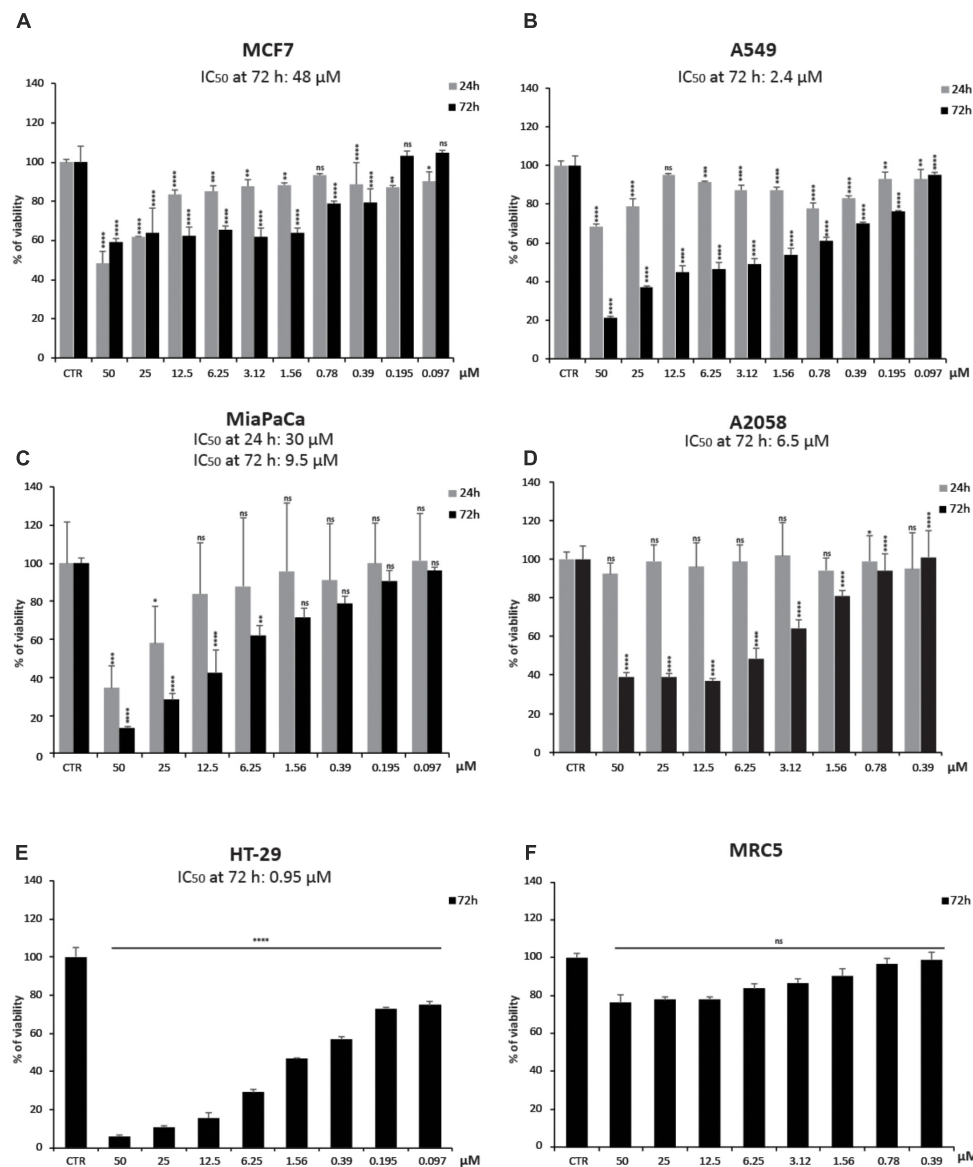 A
MCF7
IC50 at 72 h: 48 µM
24h
72h
% of viability
140
120
100
80
60
40
20
0
**** **** **** **** **** **** *** **** ** **** ** **** ns **** **** **** ** ns * ns
CTR 50 25 12.5 6.25 3.12 1.56 0.78 0.39 0.195 0.097 µM
B
A549
IC50 at 72 h: 2.4 µM
24h
72h
% of viability
140
120
100
80
60
40
20
0
CTR 50 25 12.5 6.25 3.12 1.56 0.78 0.39 0.195 0.097 µM
C
MiaPaCa
IC50 at 24 h: 30 µM
IC50 at 72 h: 9.5 µM
24h
72h
% of viability
140
120
100
80
60
40
20
0
CTR 50 25 12.5 6.25 1.56 0.39 0.195 0.097 µM
D
A2058
IC50 at 72 h: 6.5 µM
24h
72h
% of viability
140
120
100
80
60
40
20
0
ns **** ns **** ns **** ns **** ns **** ns **** * **** ns ****
CTR 50 25 12.5 6.25 3.12 1.56 0.78 0.39 µM
E
HT-29
IC50 at 72 h: 0.95 µM
72h
% of viability
140
120
100
80
60
40
20
0
****
CTR 50 25 12.5 6.25 1.56 0.39 0.195 0.097 µM
F
MRC5
72h
% of viability
140
120
100
80
60
40
20
0
ns
CTR 50 25 12.5 6.25 3.12 1.56 0.78 0.39 µM